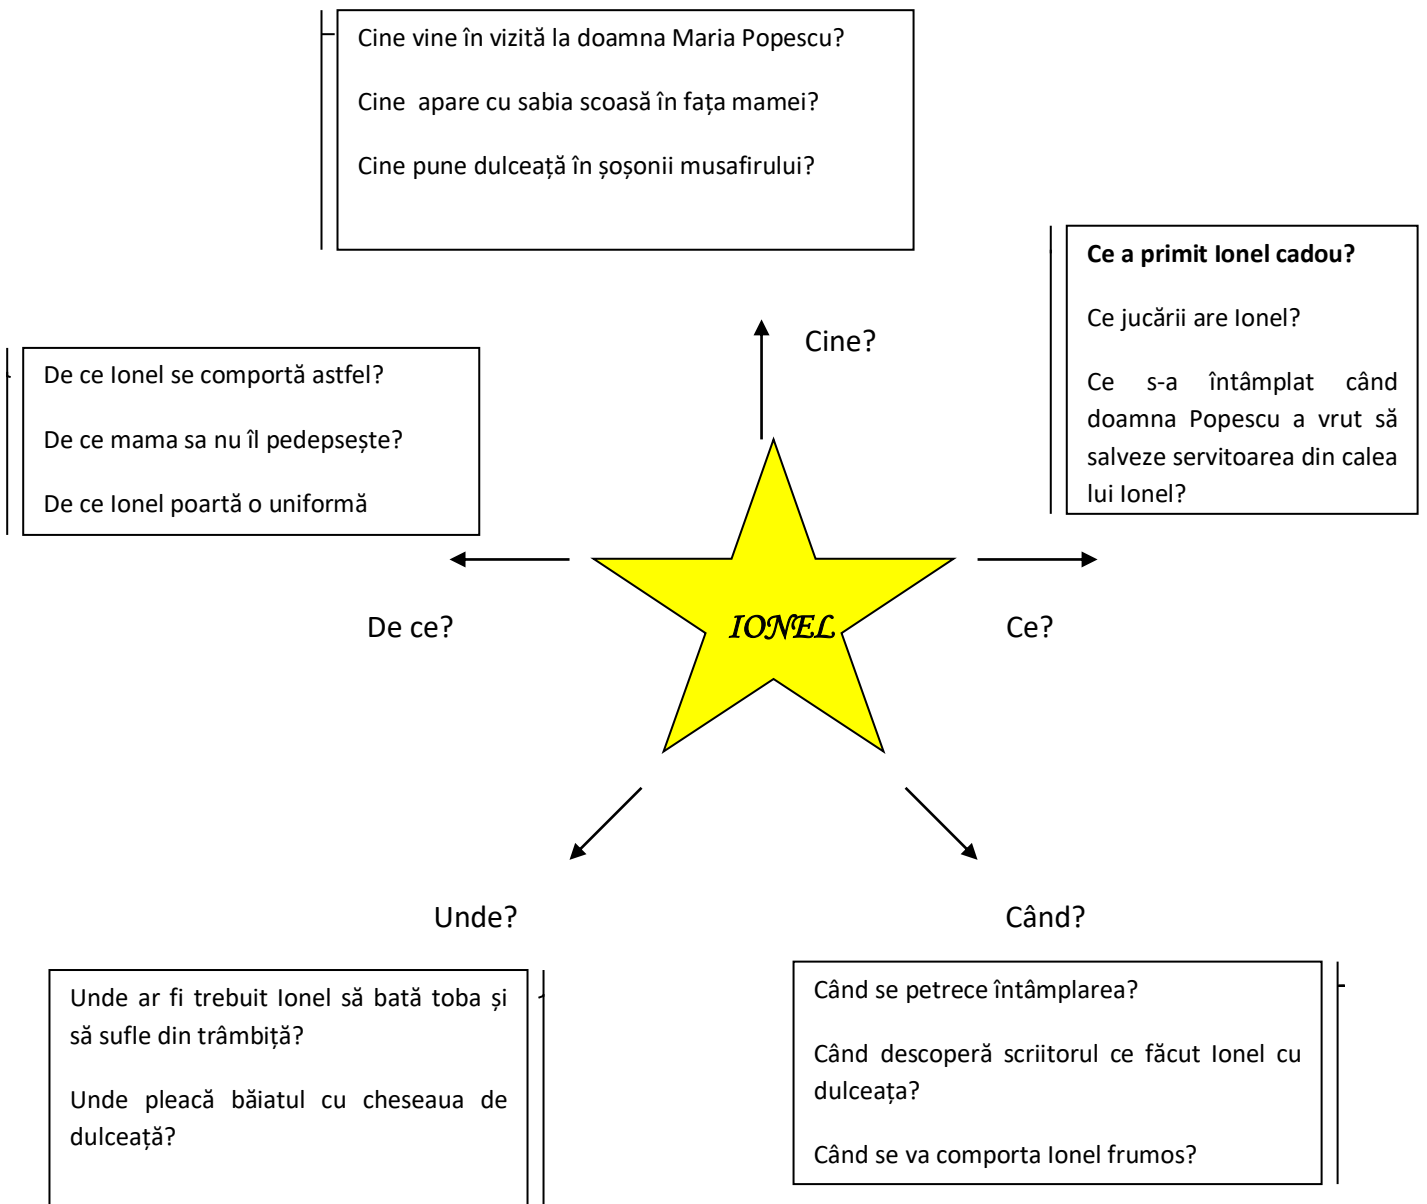 Cine vine în vizită la doamna Maria Popescu?
Cine  apare cu sabia scoasă în fața mamei?
Cine pune dulceață în șoșonii musafirului?
Ce a primit Ionel cadou?
Ce jucării are Ionel?
Ce s-a întâmplat când
doamna Popescu a vrut să
salveze servitoarea din calea
lui Ionel?
Cine?
De ce Ionel se comportă astfel?
De ce mama sa nu îl pedepsește?
De ce Ionel poartă o uniformă
De ce?
IONEL
Ce?
Unde?
Când?
Unde ar fi trebuit Ionel să bată toba și
să sufle din trâmbiță?
Unde pleacă băiatul cu cheseaua de
dulceață?
Când se petrece întâmplarea?
Când descoperă scriitorul ce făcut Ionel cu
dulceața?
Când se va comporta Ionel frumos?